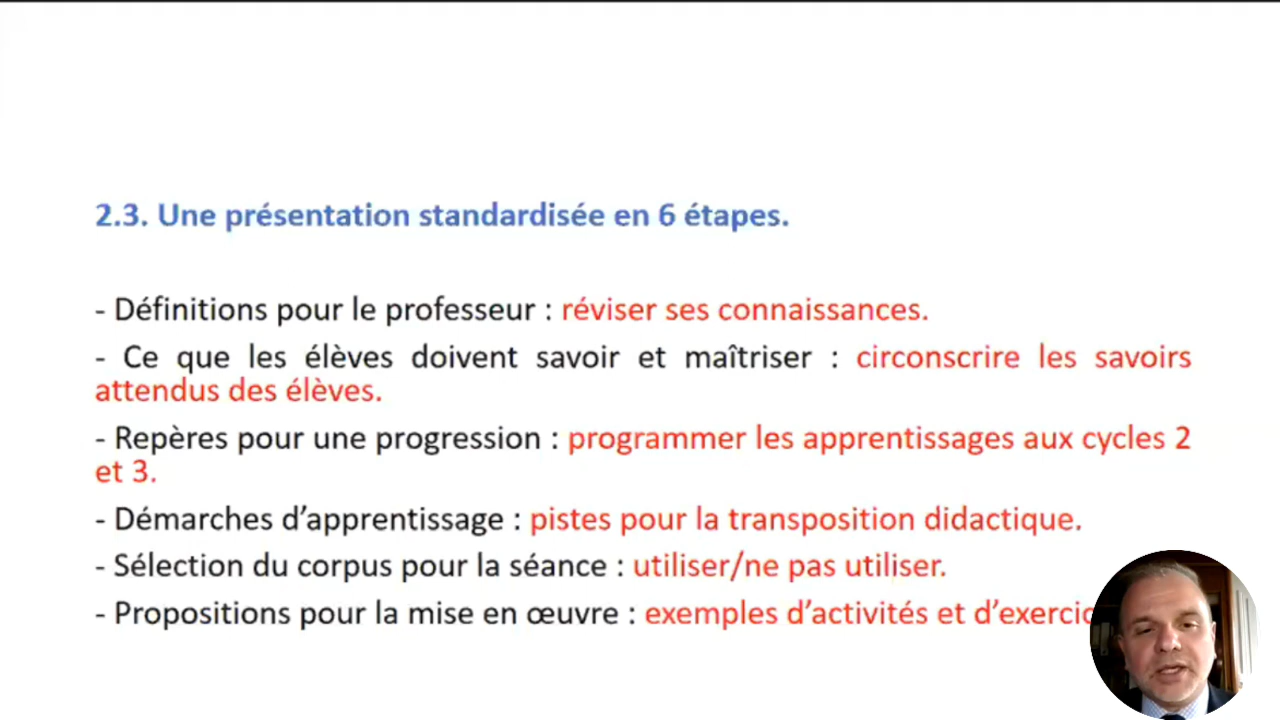 2.3. Une présentation standardisée en 6 étapes.
- Définitions pour le professeur : réviser ses connaissances.
- Ce que les élèves doivent savoir et maîtriser : circonscrire les savoirs
attendus des élèves.
- Repères pour une progression : programmer les apprentissages aux cycles 2
et 3.
- Démarches d’apprentissage : pistes pour la transposition didactique.
- Sélection du corpus pour la séance : utiliser/ne pas utiliser.
- Propositions pour la mise en œuvre : exemples d’activités et